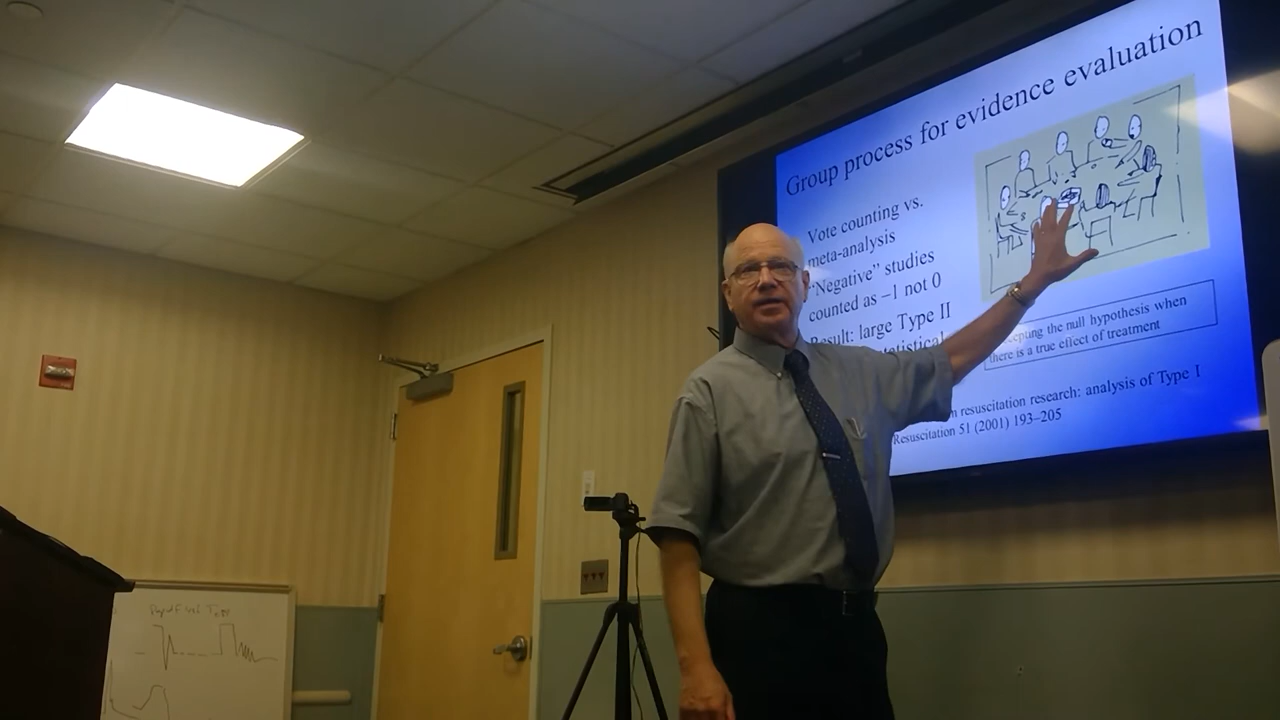 Group process for evidence evaluation
Vote counting vs.
meta-analysis
“Negative” studies
counted as –1 not 0
Result: large Type II
statistical
the null hypothesis when
there is a true effect of treatment
resuscitation research: analysis of Type I
Resuscitation 51 (2001) 193–205